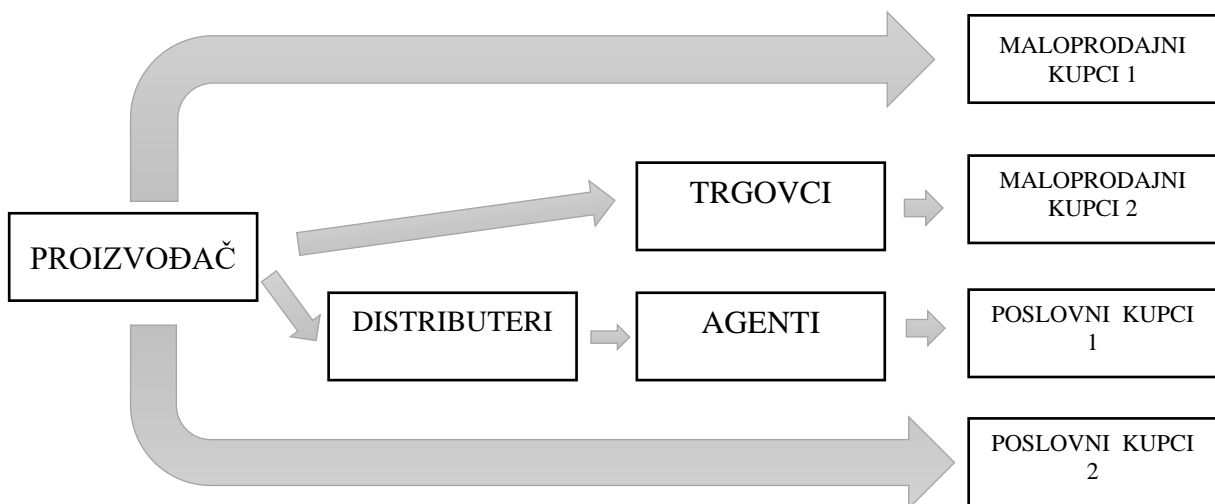 MALOPRODAJNI
KUPCI 1
TRGOVCI
MALOPRODAJNI
KUPCI 2
PROIZVOĐAČ
DISTRIBUTERI
AGENTI
POSLOVNI KUPCI
1
POSLOVNI KUPCI
2